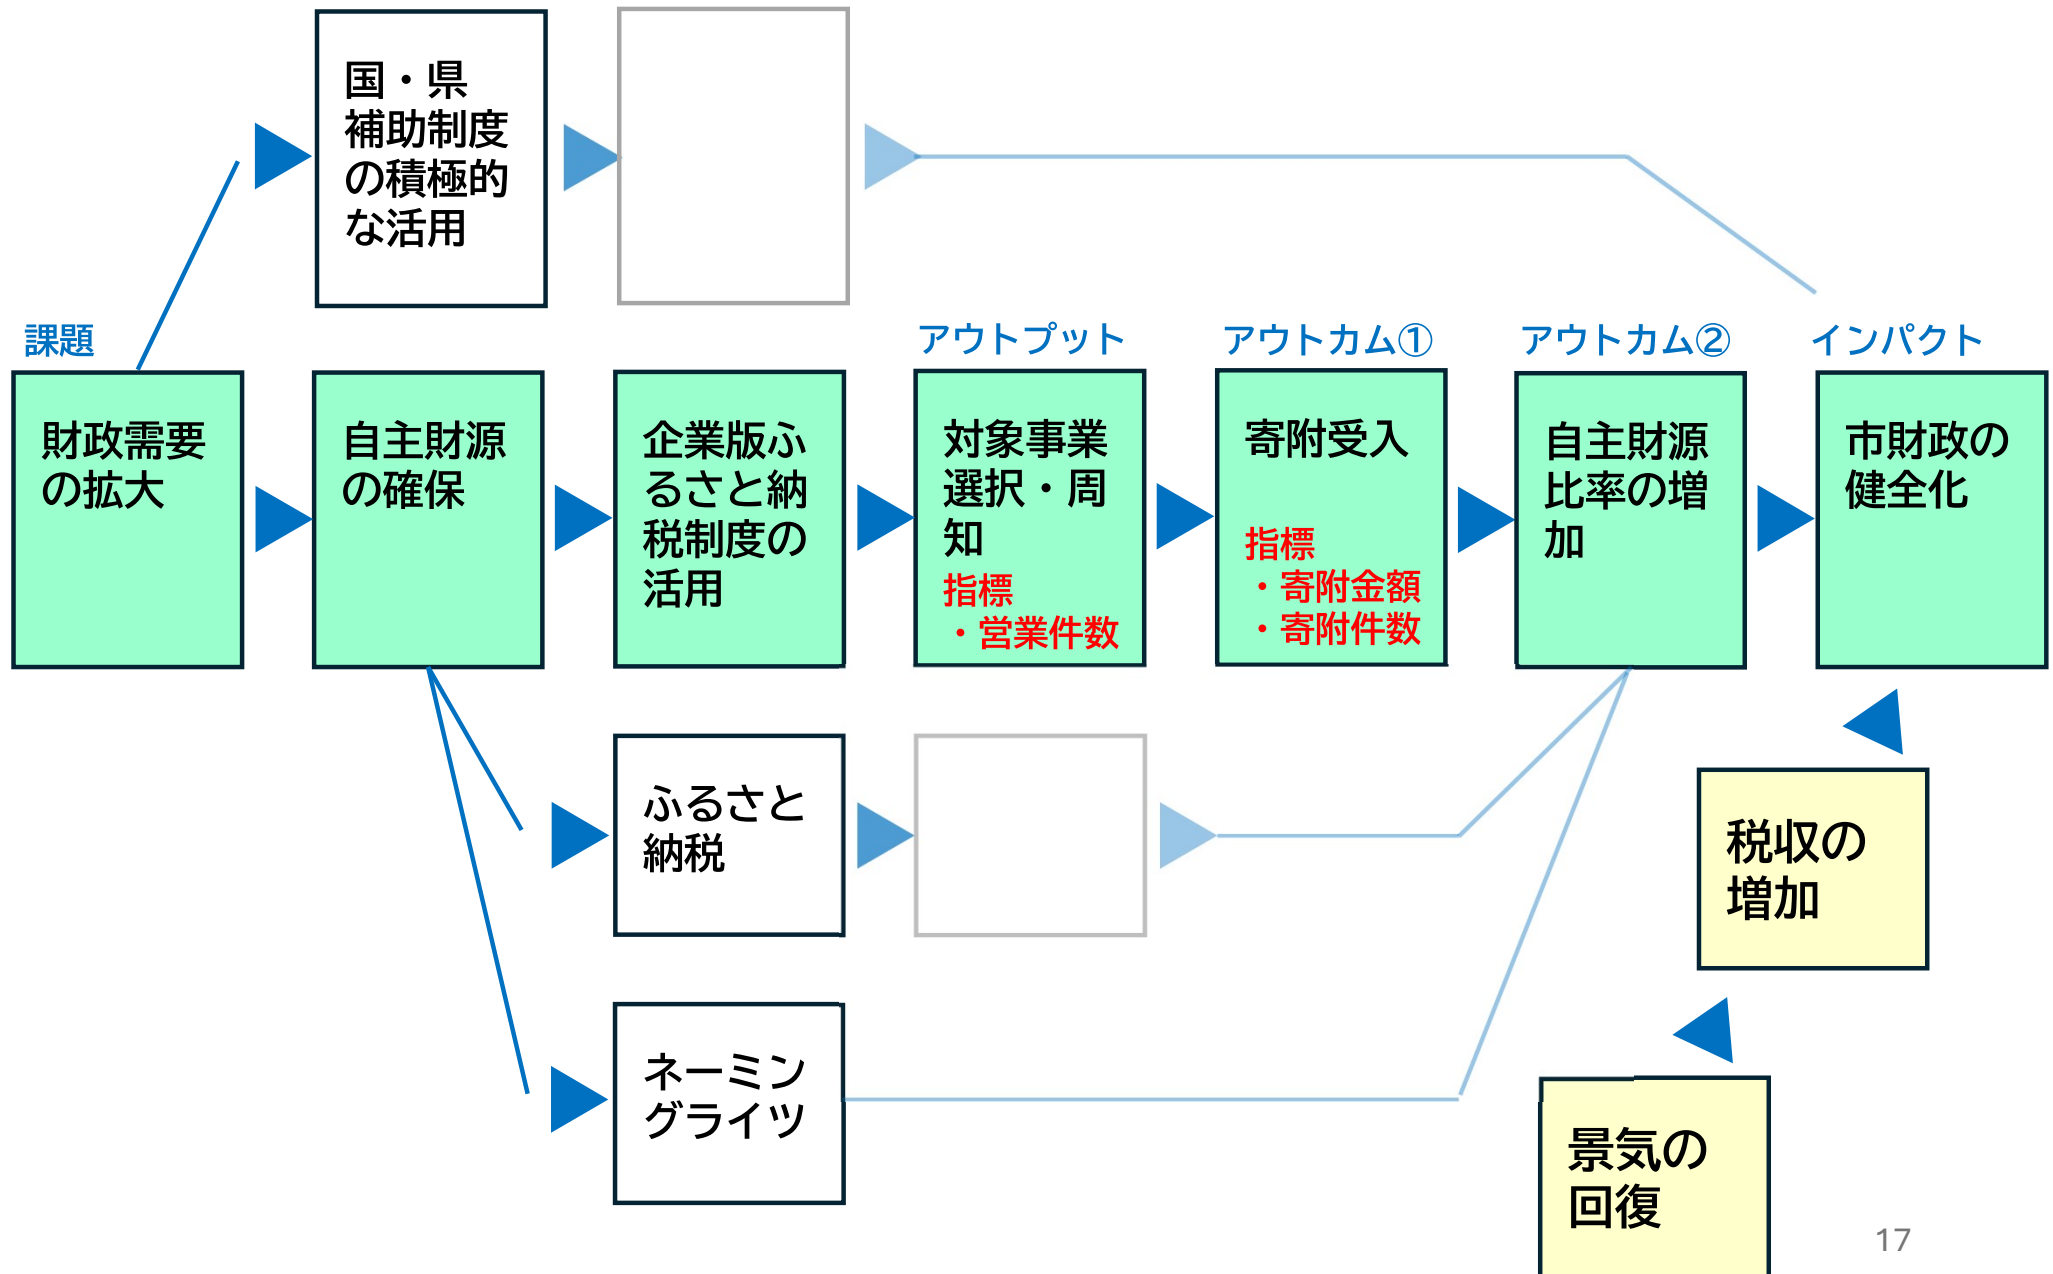 国・県
補助制度
の積極的
な活用
課題
財政需要
の拡大
自主財源
の確保
企業版ふ
るさと納
税制度の
活用
アウトプット
対象事業
選択・周
知
指標
・営業件数
アウトカム①
寄附受入
指標
・寄附金額
・寄附件数
アウトカム②
自主財源
比率の増
加
インパクト
市財政の
健全化
ふるさと
納税
税収の
増加
ネーミン
グライツ
景気の
回復
17